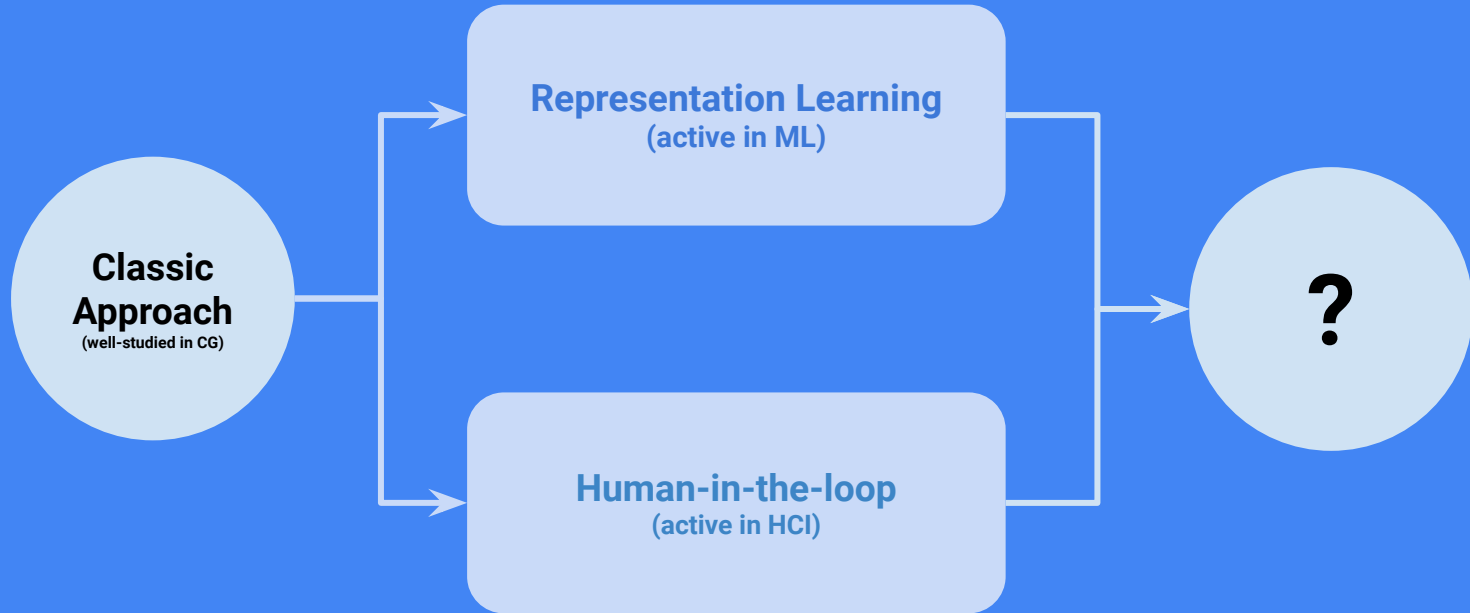 Classic
Approach
(well-studied in CG)
Representation Learning
(active in ML)
Human-in-the-loop
(active in HCI)
?